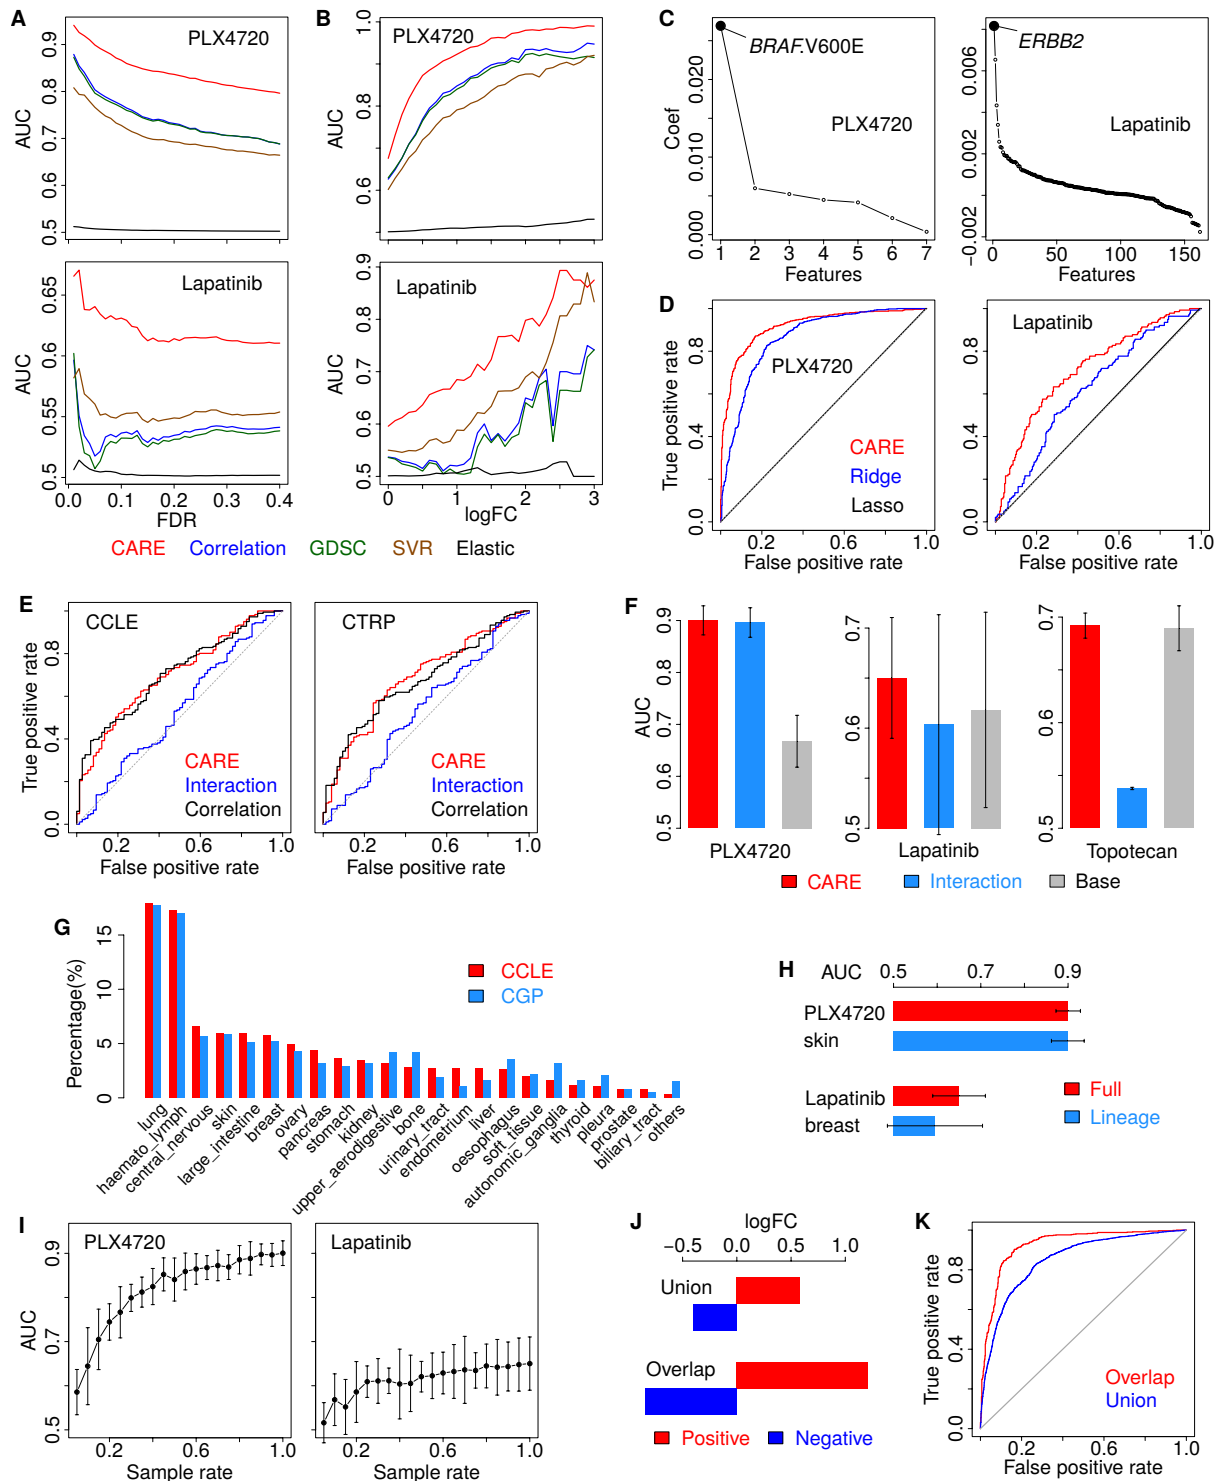 A
PLX4720
AUC
0.5 0.6 0.7 0.8 0.9
Lapatinib
AUC
0.5 0.55 0.6 0.65
0.0 0.1 0.2 0.3 0.4
FDR
B
PLX4720
AUC
0.6 0.8 1.0
Lapatinib
AUC
0.5 0.6 0.7 0.8 0.9
0 1 2 3
logFC
CARE Correlation GDSC SVR Elastic
C
BRAF.V600E
PLX4720
Coef
0.000 0.010 0.020
1 2 3 4 5 6 7
Features
ERBB2
Lapatinib
−0.002 0.002 0.006
0 50 100 150
Features
D
PLX4720
CARE
Ridge
Lasso
True positive rate
0.0 0.4 0.8
0.2 0.6 1.0
False positive rate
Lapatinib
0.0 0.4 0.8
0.2 0.6 1.0
False positive rate
E
CCLE
CARE
Interaction
Correlation
True positive rate
0.0 0.4 0.8
0.2 0.6 1.0
False positive rate
CTRP
CARE
Interaction
Correlation
0.2 0.6 1.0
False positive rate
F
AUC
0.5 0.6 0.7 0.8 0.9
PLX4720
0.5 0.6 0.7
Lapatinib
0.5 0.6 0.7
Topotecan
CARE Interaction Base
G
Percentage(%)
0 5 10 15
CCLE
CGP
lung
haemato_lymph
central_nervous
skin
large_intestine
breast
ovary
pancreas
stomach
kidney
upper_aerodigestive
bone
urinary_tract
endometrium
liver
oesophagus
soft_tissue
autonomic_ganglia
thyroid
pleura
prostate
biliary_tract
others
H
AUC 0.5 0.7 0.9
PLX4720
skin
Lapatinib
breast
Full
Lineage
I
PLX4720
AUC
0.5 0.7 0.9
0.2 0.6 1.0
Sample rate
Lapatinib
0.2 0.6 1.0
Sample rate
J
logFC
−0.5 0.0 0.5 1.0
Union
Overlap
Positive Negative
K
True positive rate
0.0 0.4 0.8
Overlap
Union
0.2 0.6 1.0
False positive rate